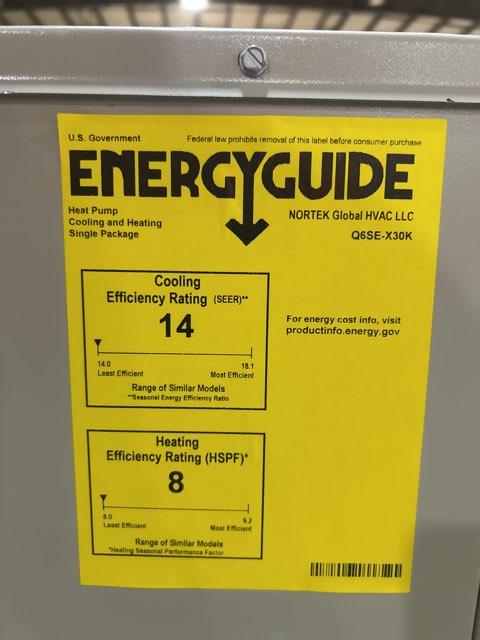 U.S. Government
Federal law prohibits removal of this label before consumer purchase
ENERGYGUIDE
Heat Pump
Cooling and Heating
Single Package
NORTEK Global HVAC LLC
Q6SE-X30K
Cooling
Efficiency Rating (SEER)**
14
14.0
18.1
Least Efficient
Most Efficient
Range of Similar Models
**Seasonal Energy Efficiency Ratio
For energy cost info, visit
productinfo.energy.gov
Heating
Efficiency Rating (HSPF)*
8
8.0
9.2
Least Efficient
Most Efficient
Range of Similar Models
*Heating Seasonal Performance Factor